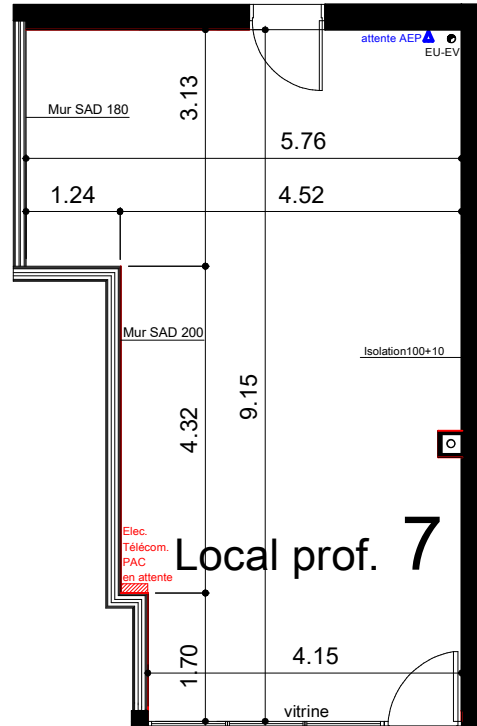 attente AEP
EU-EV
3.13
Mur SAD 180
5.76
1.24
4.52
Mur SAD 200
Isolation100+10
4.32
9.15
Elec.
Télécom.
PAC
en attente
Local prof. 7
1.70
4.15
vitrine